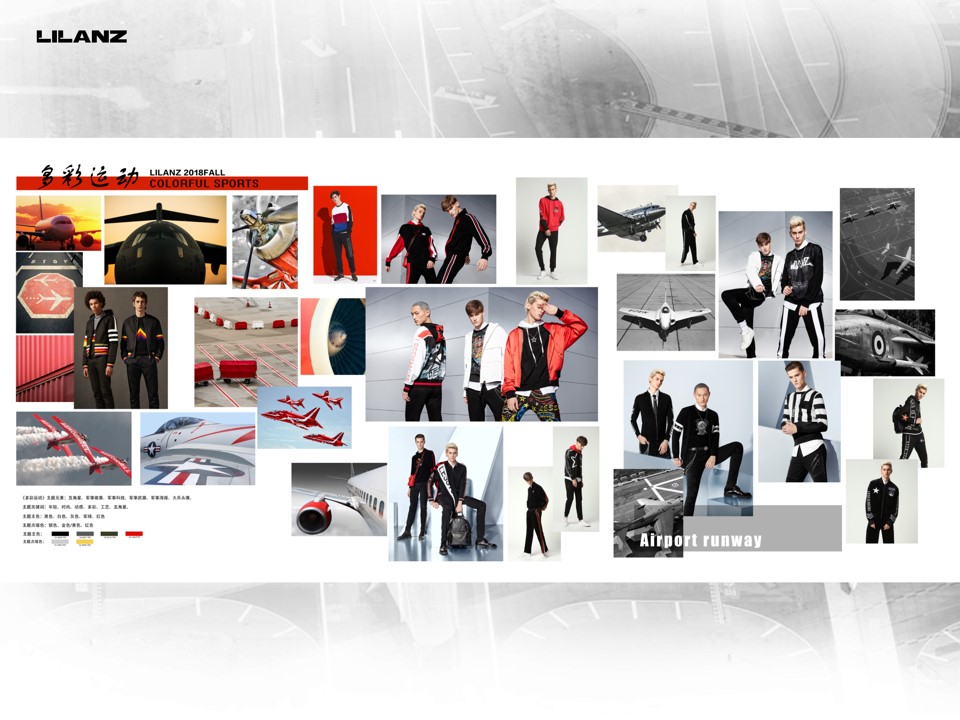 LILANZ
多彩运动
LILANZ 2018FALL
COLORFUL SPORTS
《多彩运动》主题元素：五角星、军事徽章、军事科技、军事武器、军事海报、大兵头像。
主题关键词：年轻、时尚、动感、多彩、工艺、五角星。
主题主色：黑色、白色、灰色、军绿、红色
主题点缀色：银色、金色/黄色、红色
主题主色：
主题点缀色：
Airport runway